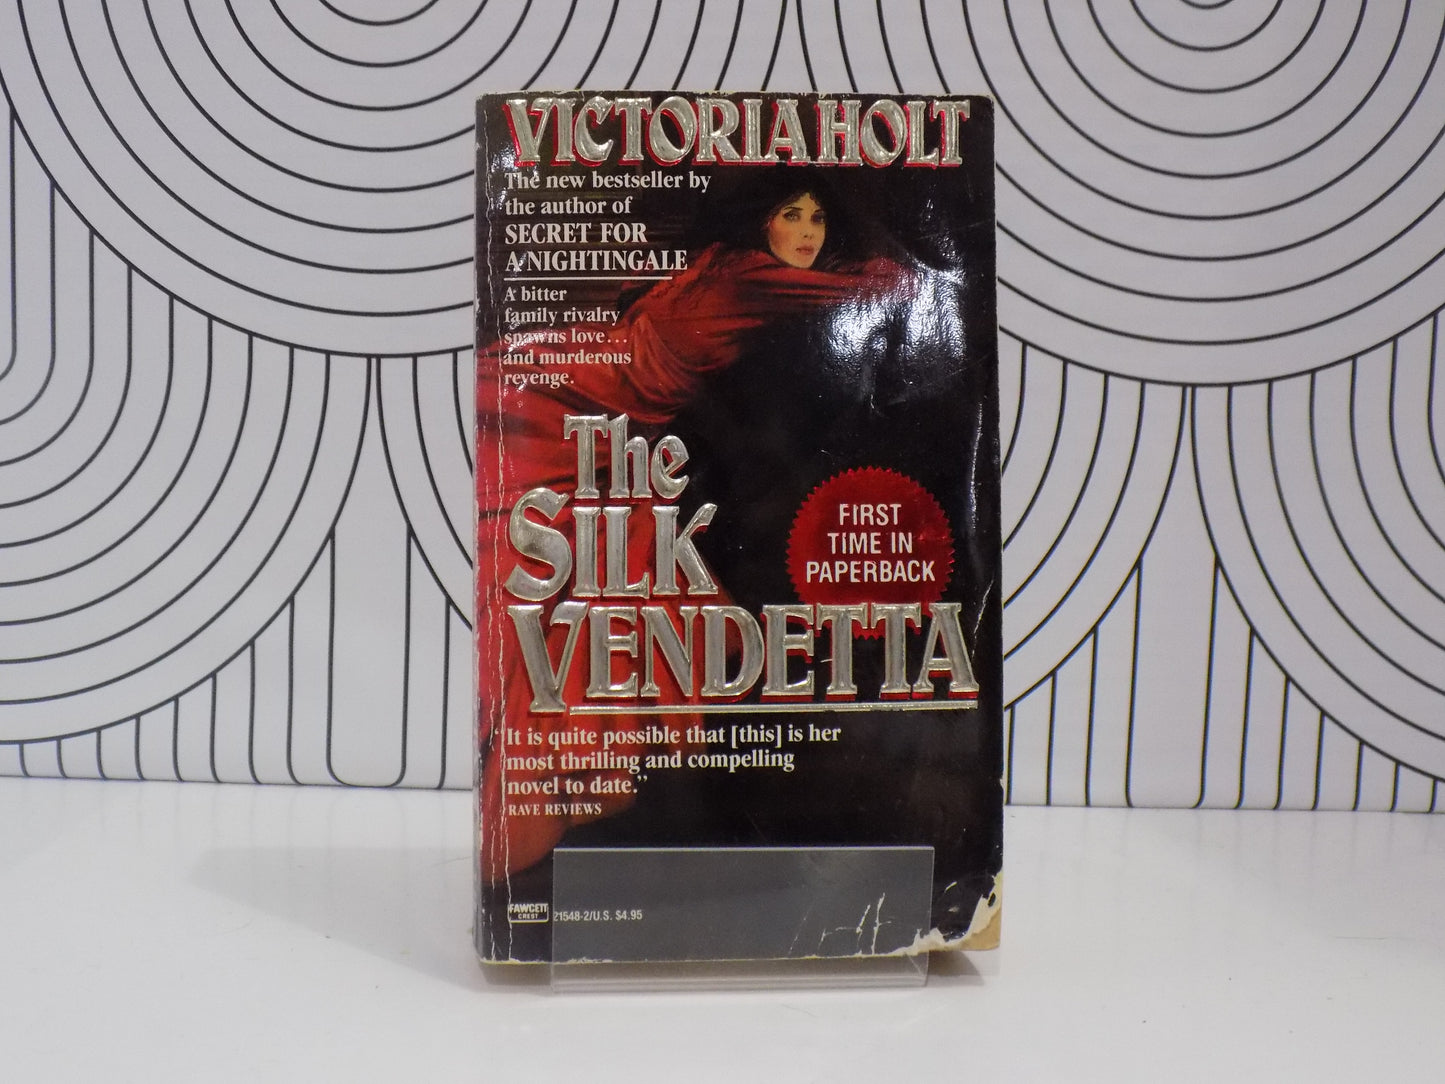 VICTORIA HOLT
The new bestseller by
the author of
SECRET FOR
A NIGHTINGALE
A bitter
family rivalry
spawns love...
and murderous
revenge.
The
SILK
VENDETTA
FIRST
TIME IN
PAPERBACK
"It is quite possible that [this] is her
most thrilling and compelling
novel to date."
RAVE REVIEWS
FAWCETT
CREST
21548-2/U.S. $4.95